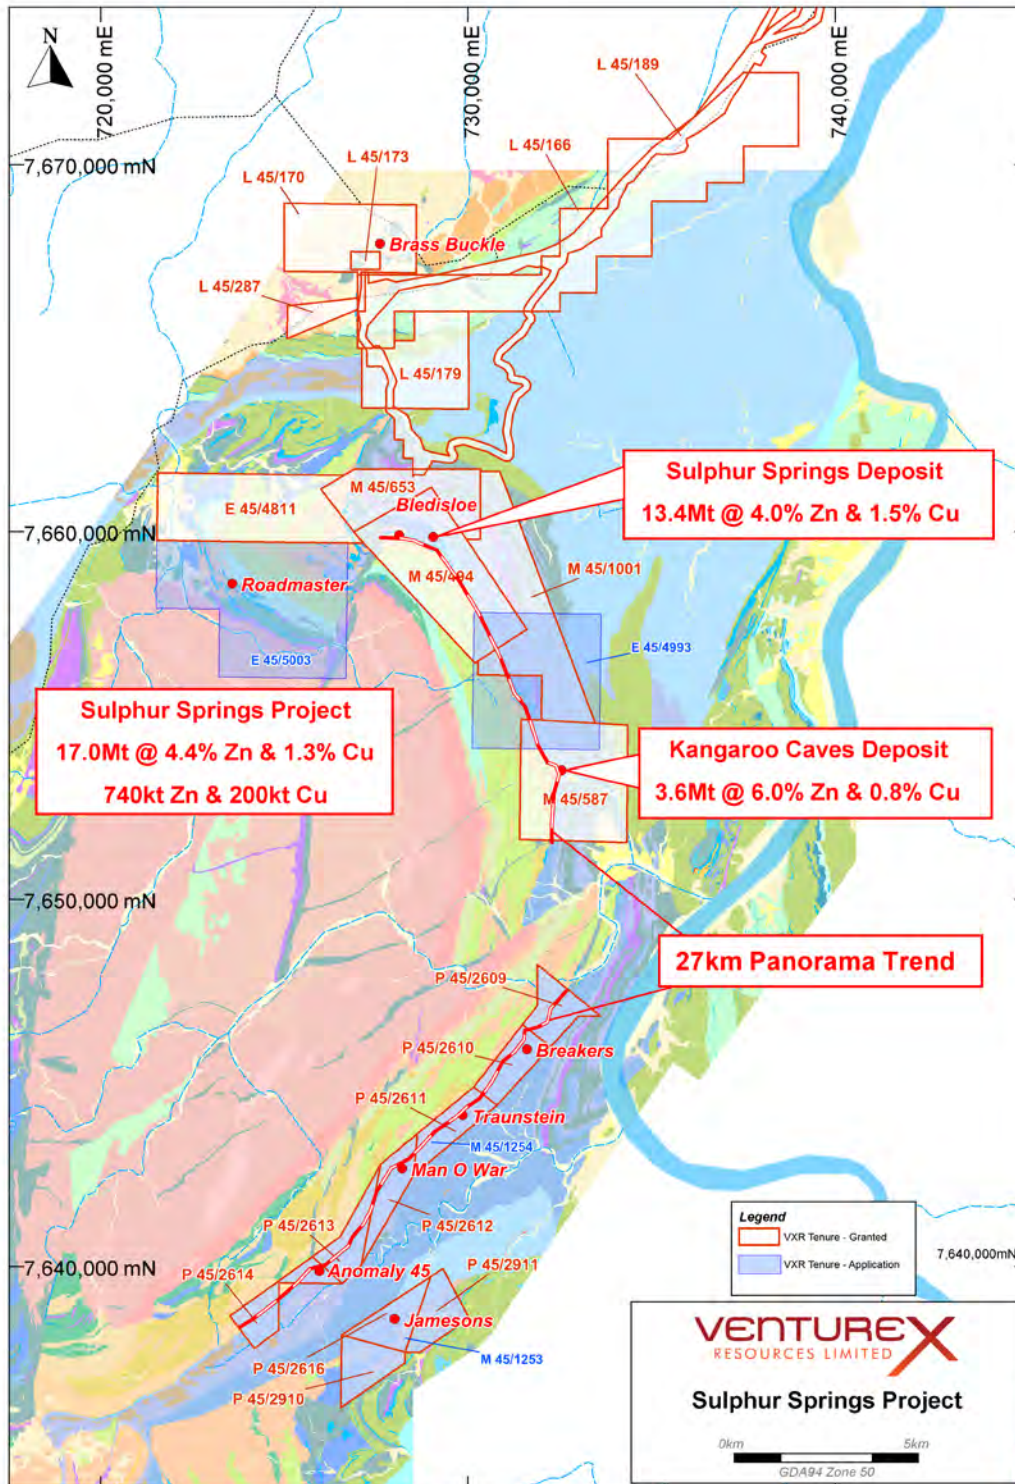 N
720,000 mE
730,000 mE
740,000 mE
7,670,000 mN
L 45/189
L 45/166
L 45/173
L 45/170
Brass Buckle
L 45/287
L 45/179
Sulphur Springs Deposit
13.4Mt @ 4.0% Zn & 1.5% Cu
M 45/653
Bledisloe
E 45/4811
7,660,000 mN
M 45/494
M 45/1001
Roadmaster
E 45/5003
E 45/4993
Sulphur Springs Project
17.0Mt @ 4.4% Zn & 1.3% Cu
740kt Zn & 200kt Cu
Kangaroo Caves Deposit
3.6Mt @ 6.0% Zn & 0.8% Cu
M 45/587
7,650,000 mN
27km Panorama Trend
P 45/2609
P 45/2610
Breakers
P 45/2611
Traunstein
M 45/1254
Man O War
P 45/2612
P 45/2613
P 45/2614
7,640,000 mN
Anomaly 45
P 45/2911
Jamesons
P 45/2616
M 45/1253
P 45/2910
Legend
VXR Tenure - Granted
VXR Tenure - Application
7,640,000mN
VENTUREX
RESOURCES LIMITED
Sulphur Springs Project
0km
5km
GDA94 Zone 50